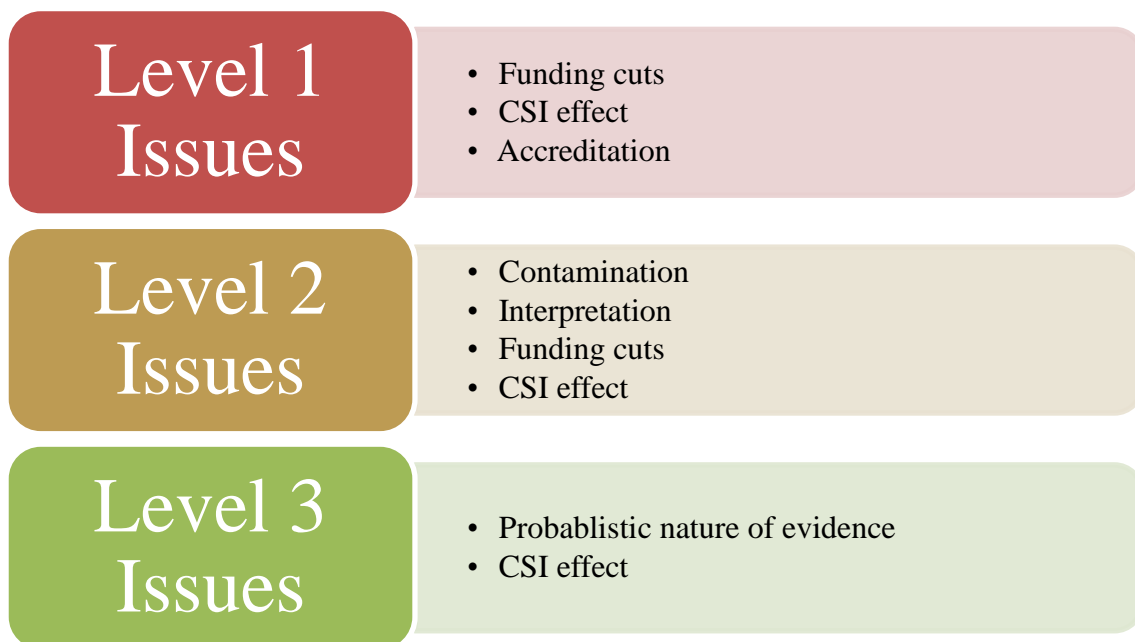 Level 1
Issues
• Funding cuts
• CSI effect
• Accreditation
Level 2
Issues
• Contamination
• Interpretation
• Funding cuts
• CSI effect
Level 3
Issues
• Probablistic nature of evidence
• CSI effect